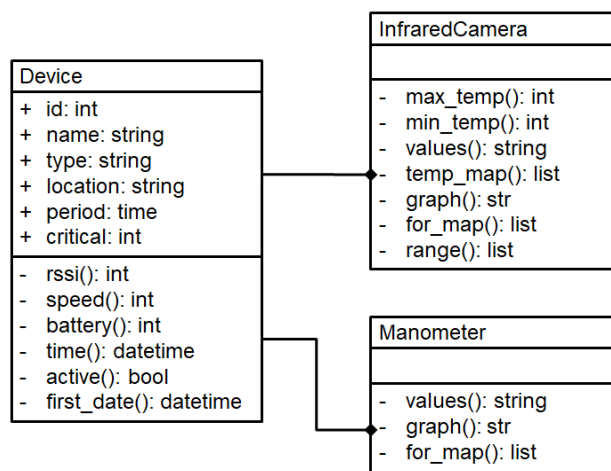 Device
+ id: int
+ name: string
+ type: string
+ location: string
+ period: time
+ critical: int
- rssi(): int
- speed(): int
- battery(): int
- time(): datetime
- active(): bool
- first_date(): datetime
InfraredCamera
- max_temp(): int
- min_temp(): int
- values(): string
- temp_map(): list
- graph(): str
- for_map(): list
- range(): list
Manometer
- values(): string
- graph(): str
- for_map(): list